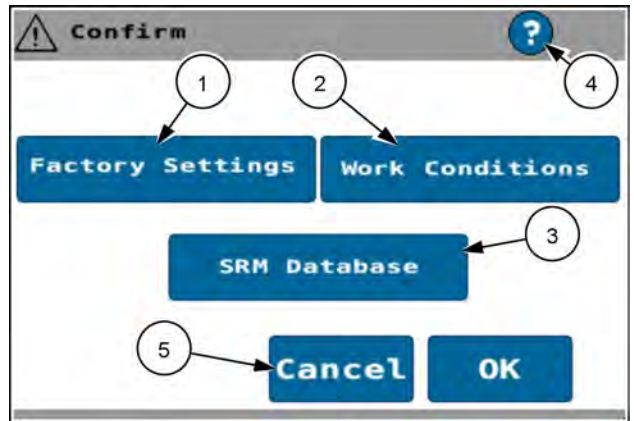 Confirm
?
1
2
4
Factory Settings
Work Conditions
3
SRM Database
5
Cancel
OK